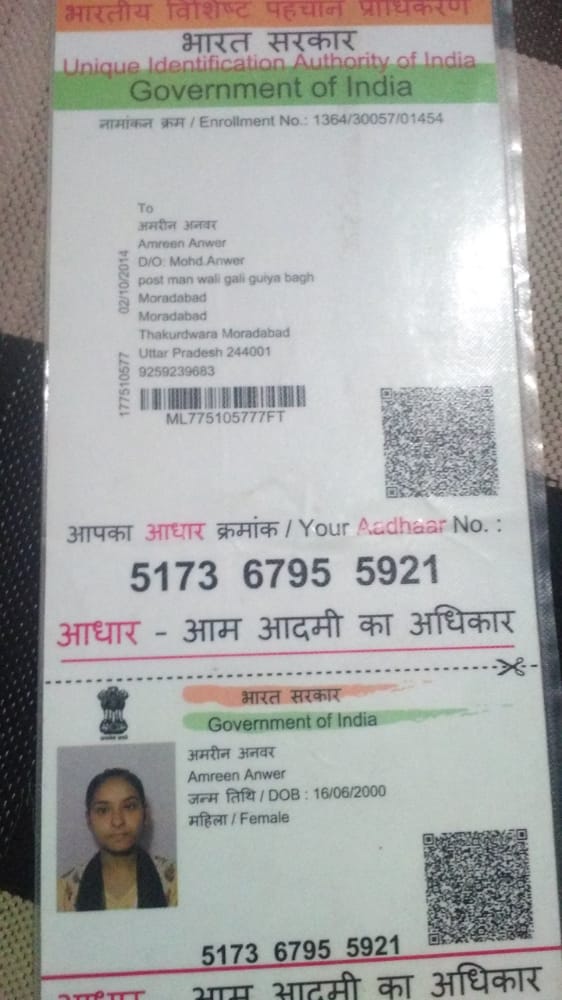 भारतीय विशिष्ट पहचान प्राधिकरण
भारत सरकार
Unique Identification Authority of India
Government of India
नामांकन क्रम / Enrollment No.: 1364/30057/01454
To
अमरीन अनवर
Amreen Anwer
D/O: Mohd.Anwer
post man wali gali guiya bagh
Moradabad
Moradabad
Thakurdwara Moradabad
Uttar Pradesh 244001
9259239683
177510577 02/10/2014
ML775105777FT
आपका आधार क्रमांक / Your Aadhaar No. :
5173 6795 5921
आधार - आम आदमी का अधिकार
भारत सरकार
Government of India
अमरीन अनवर
Amreen Anwer
जन्म तिथि / DOB : 16/06/2000
महिला / Female
5173 6795 5921
आधार आम आदमी का अधिकार